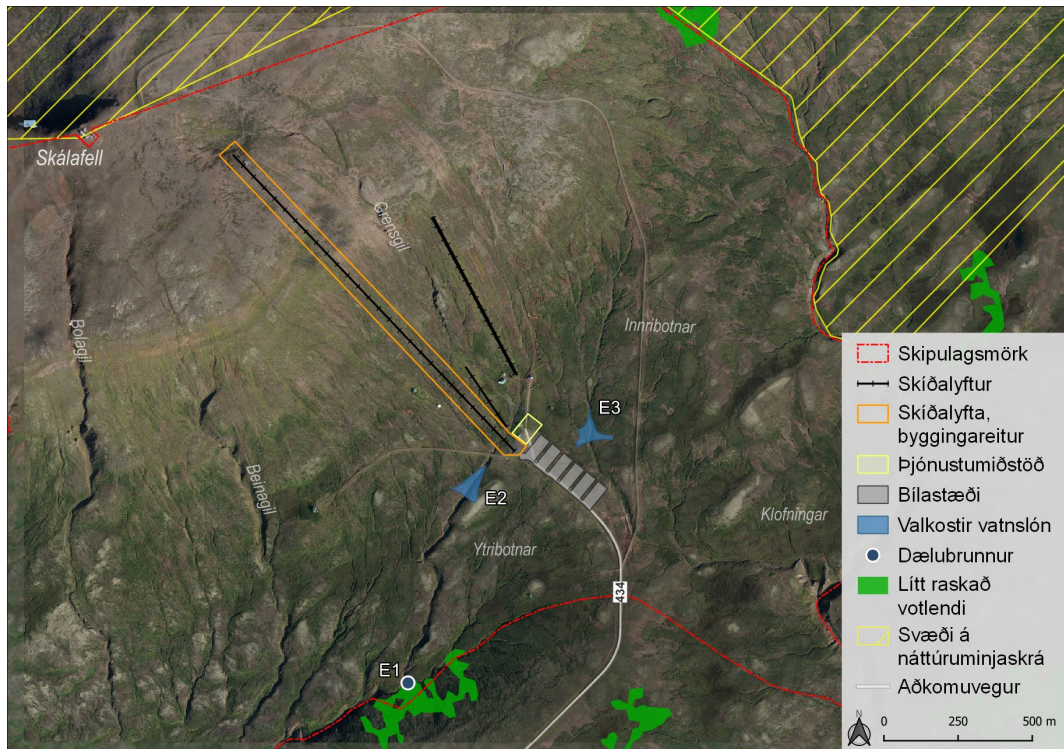 Skálafell
Grensgil
Innribotnar
Bolagil
E3
Beinagil
E2
Klofningar
Ytribotnar
434
E1
Skipulagsmörk
Skíðalyftur
Skíðalyfta,
byggingareitur
Þjónustumiðstöð
Bílastæði
Valkostir vatnslón
Dælubrunnur
Lítt raskað
votlendi
Svæði á
náttúruminjaskrá
Aðkomuvegur
N
0 250 500 m